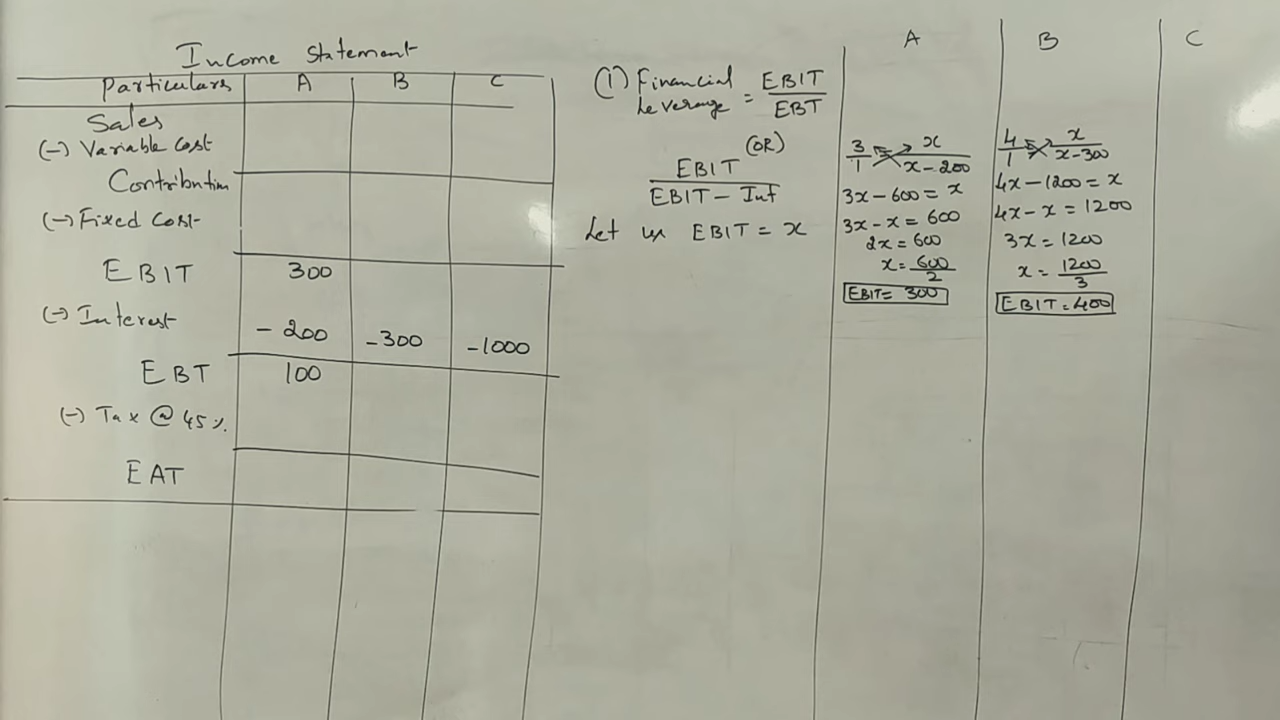 Income Statement
Particulars A B C
Sales
(-) Variable Cost
Contribution
(-) Fixed Cost
EBIT 300
(-) Interest - 200 -300 -1000
EBT 100
(-) Tax @ 45%
EAT
(1) Financial Leverage = EBIT / EBT
(OR)
EBIT / EBIT - Int
Let us EBIT = x
A
3/1 x/x - 200
3x - 600 = x
3x - x = 600
2x = 600
x = 600/2
EBIT = 300
B
4/1 x/x - 300
4x - 1200 = x
4x - x = 1200
3x = 1200
x = 1200/3
EBIT = 400
C